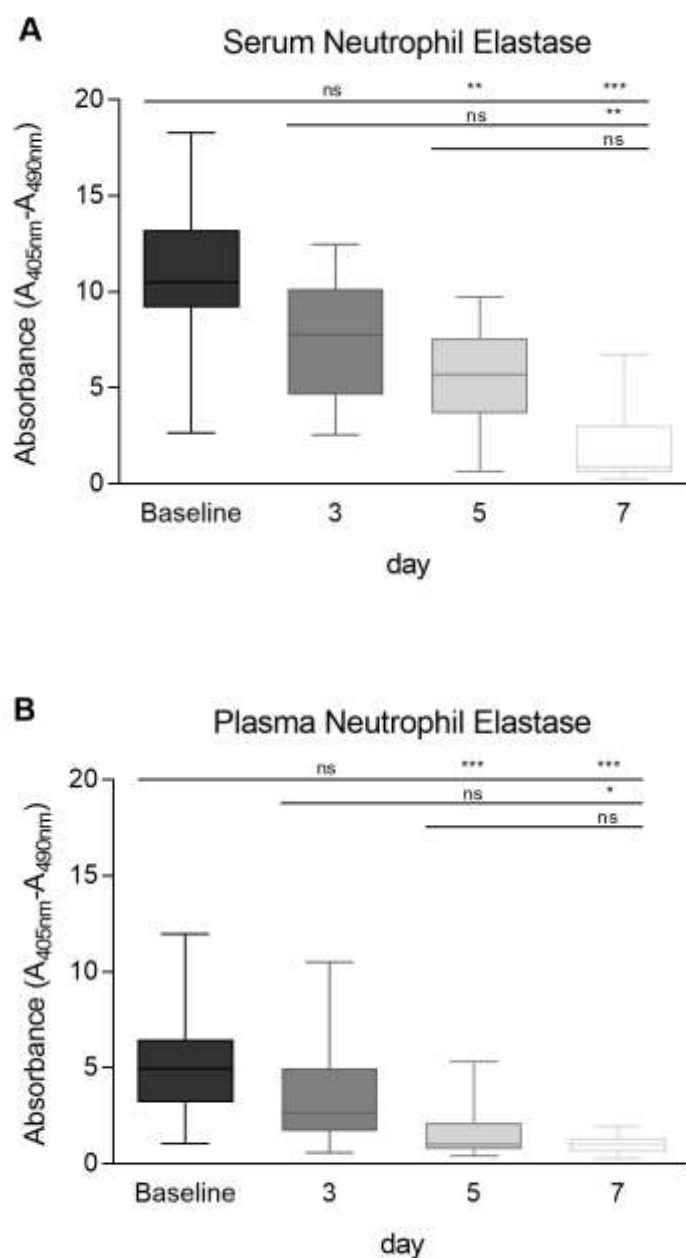 A
Serum Neutrophil Elastase
ns ** ***
20
ns **
ns
15
10
5
0
Absorbance (A405nm-A490nm)
Baseline 3 5 7
day
B
Plasma Neutrophil Elastase
ns *** ***
20
ns *
ns
15
10
5
0
Absorbance (A405nm-A490nm)
Baseline 3 5 7
day